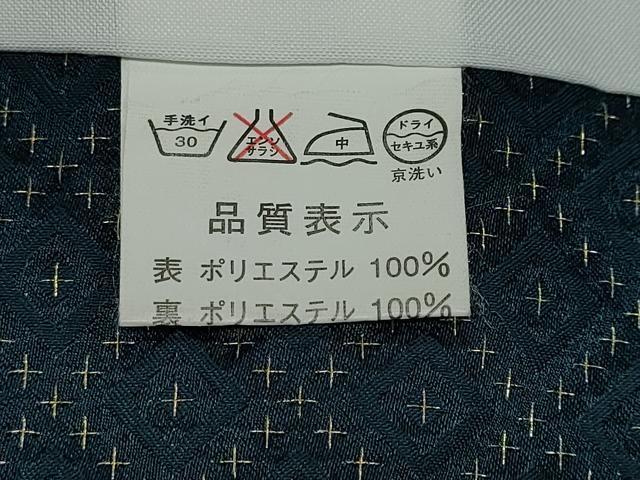 手洗イ
30
エンソ
サラシ
中
ドライ
セキユ系
京洗い
品質表示
表 ポリエステル 100%
裏 ポリエステル 100%